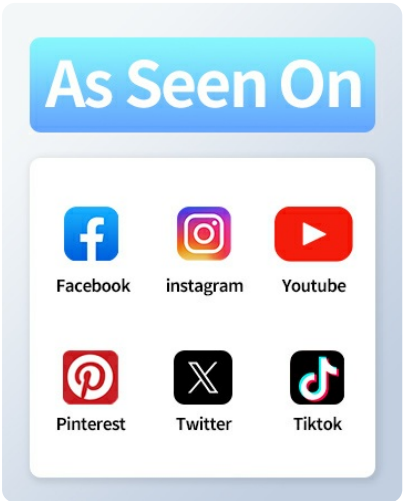 As Seen On
Facebook instagram Youtube
Pinterest Twitter Tiktok